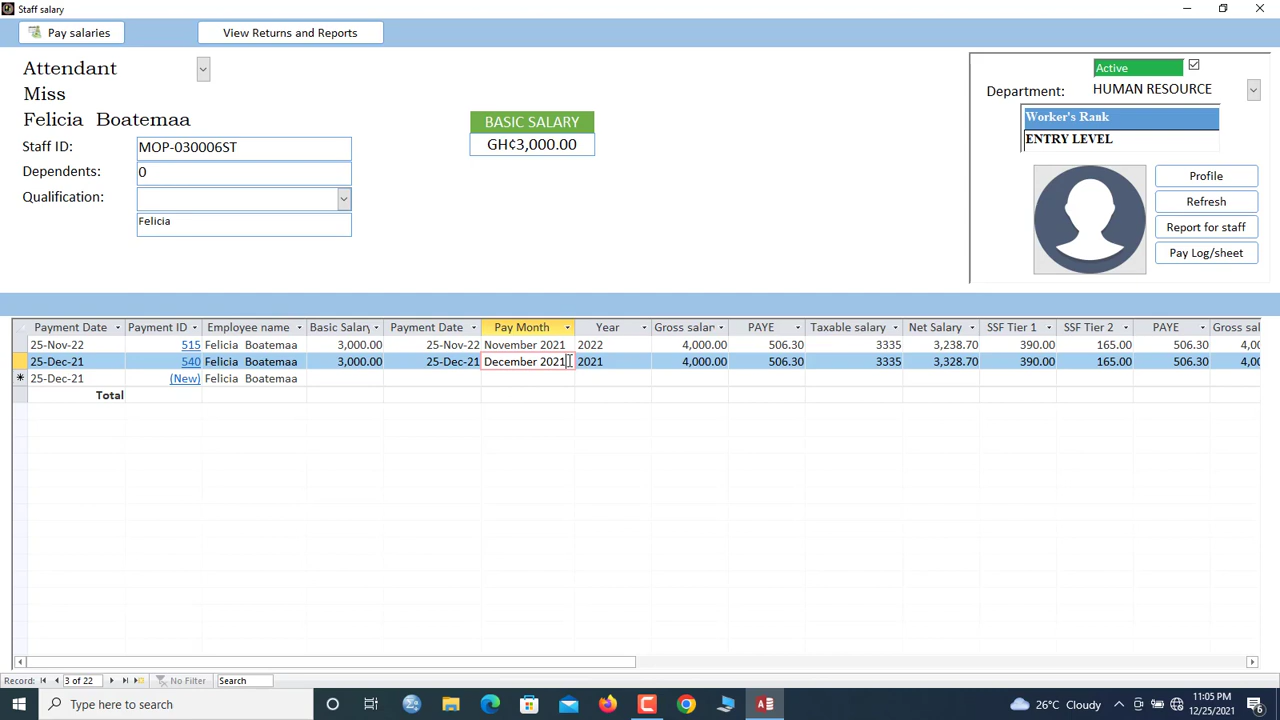 Staff salary
Pay salaries
View Returns and Reports
Attendant
Miss
Felicia Boatemaa
Staff ID: MOP-030006ST
Dependents: 0
Qualification:
Felicia
BASIC SALARY
GH¢3,000.00
Active
Department: HUMAN RESOURCE
Worker's Rank
ENTRY LEVEL
Profile
Refresh
Report for staff
Pay Log/sheet
Payment Date Payment ID Employee name Basic Salary Payment Date Pay Month Year Gross salar PAYE Taxable salary Net Salary SSF Tier 1 SSF Tier 2 PAYE Gross sal
25-Nov-22 515 Felicia Boatemaa 3,000.00 25-Nov-22 November 2021 2022 4,000.00 506.30 3335 3,238.70 390.00 165.00 506.30 4,00
25-Dec-21 540 Felicia Boatemaa 3,000.00 25-Dec-21 December 2021 2021 4,000.00 506.30 3335 3,328.70 390.00 165.00 506.30 4,00
25-Dec-21 (New) Felicia Boatemaa
Total
Record: 3 of 22 No Filter Search
Type here to search
26°C Cloudy
11:05 PM
12/25/2021
6